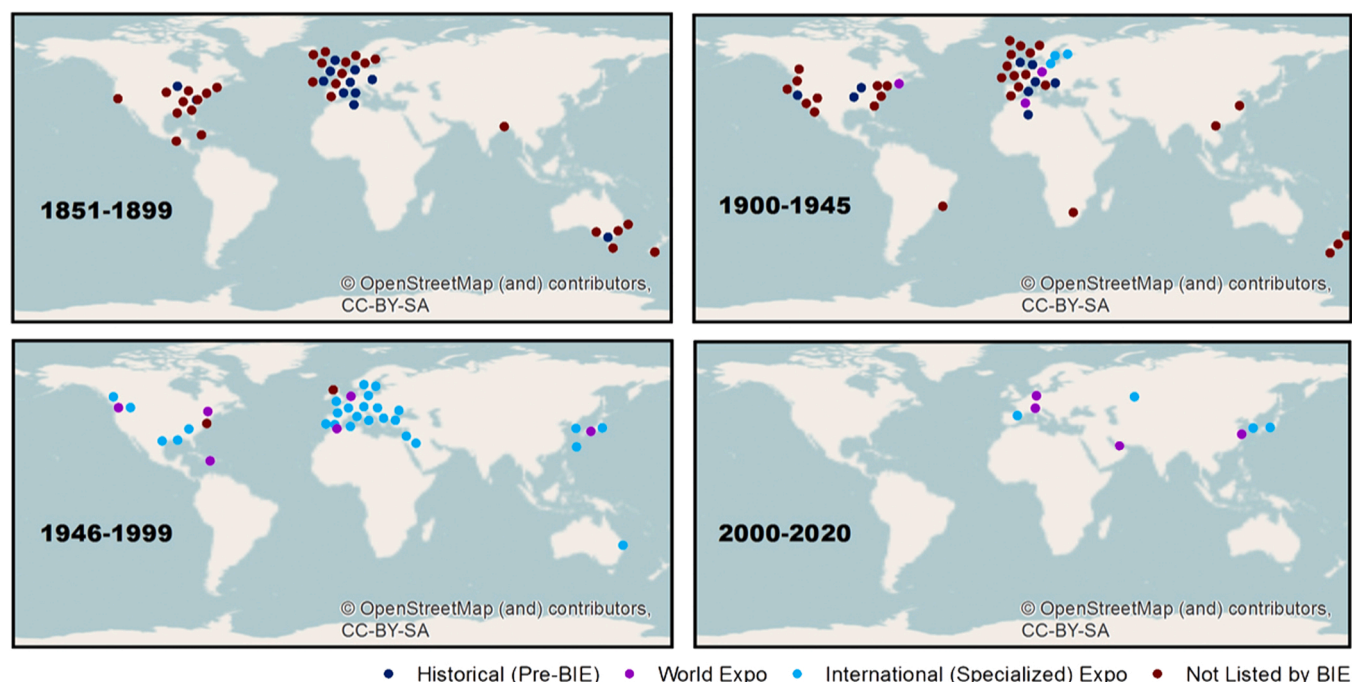 1851-1899
© OpenStreetMap (and) contributors,
CC-BY-SA
1900-1945
© OpenStreetMap (and) contributors,
CC-BY-SA
1946-1999
© OpenStreetMap (and) contributors,
CC-BY-SA
2000-2020
© OpenStreetMap (and) contributors,
CC-BY-SA
Historical (Pre-BIE) World Expo International (Specialized) Expo Not Listed by BIE